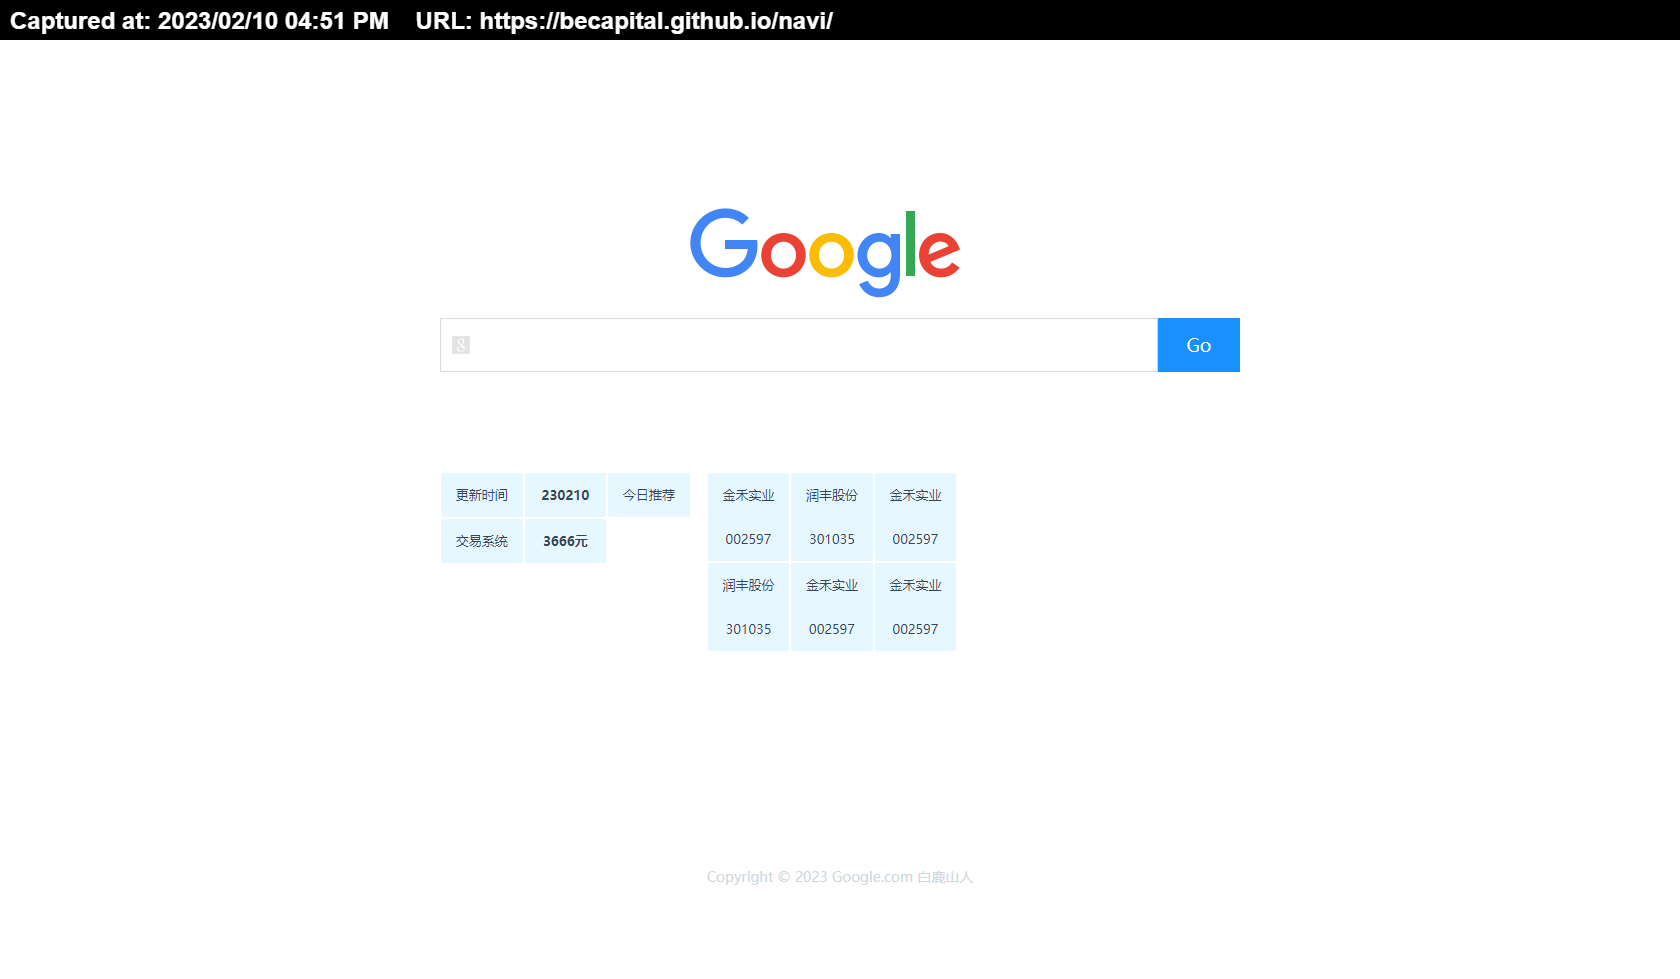 Captured at: 2023/02/10 04:51 PM URL: https://becapital.github.io/navi/
Google
8
Go
更新时间 230210 今日推荐
交易系统 3666元
金禾实业 润丰股份 金禾实业
002597 301035 002597
润丰股份 金禾实业 金禾实业
301035 002597 002597
Copyright © 2023 Google.com 白鹿山人